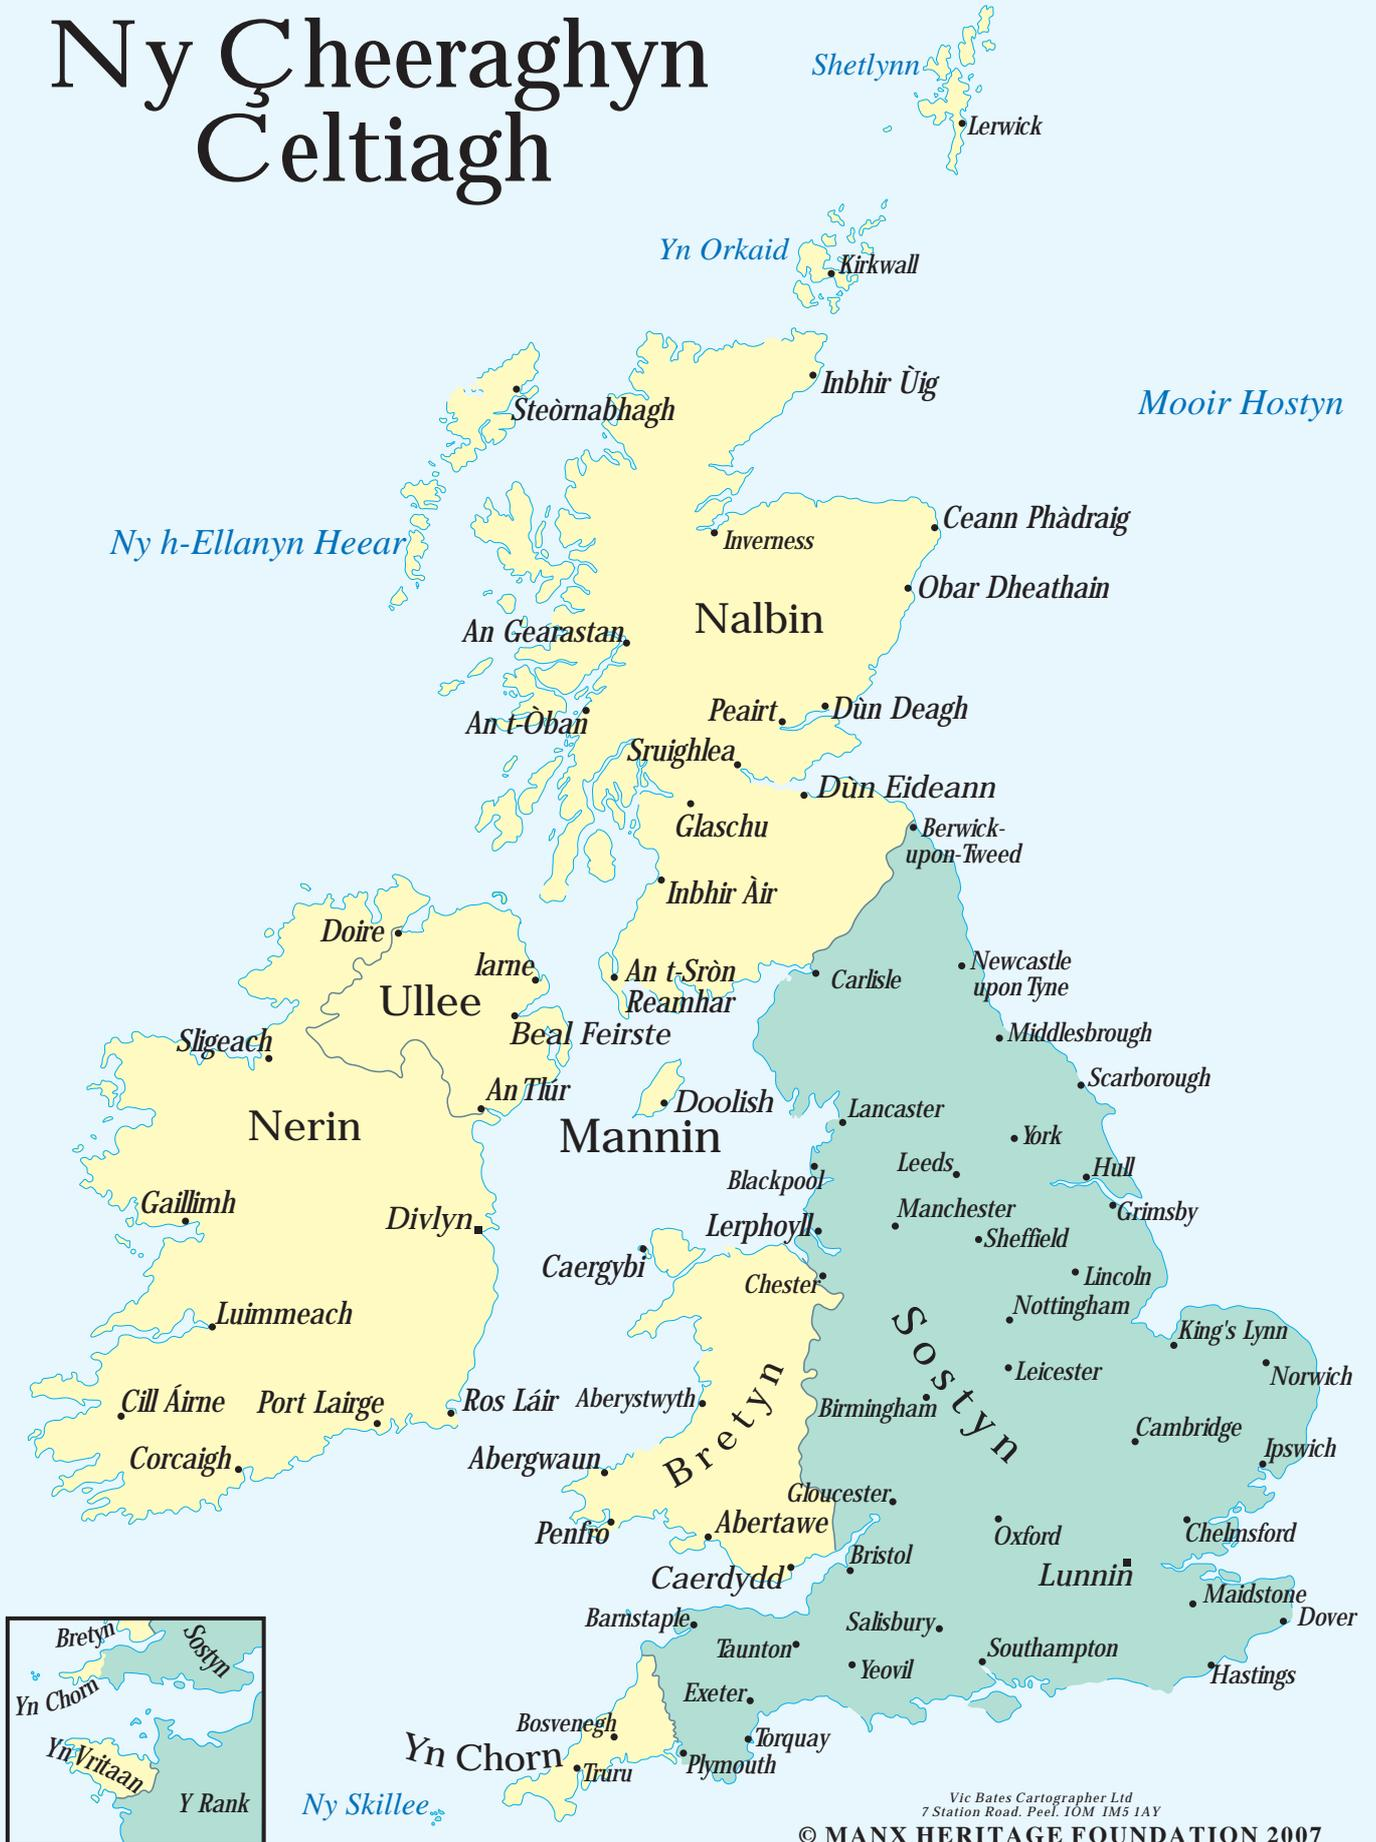 Ny Çheeraghyn
Celtiagh
Shetlynn
Lerwick
Yn Orkaid
Kirkwall
Inbhir Ùig
Steòrnabhagh
Mooir Hostyn
Ny h-Ellanyn Heear
Ceann Phàdraig
Inverness
Obar Dheathain
Nalbin
An Gearastan
Peairt
Dùn Deagh
An t-Òban
Sruighlea
Dùn Eideann
Glaschu
Berwick-
upon-Tweed
Inbhir Àir
Doire
Iarne
An t-Sròn
Reamhar
Carlisle
Newcastle
upon Tyne
Ullee
Beal Feirste
Sligeach
Middlesbrough
An Tlúr
Scarborough
Doolish
Lancaster
Nerin
Mannin
York
Leeds
Hull
Blackpool
Gaillimh
Manchester
Grimsby
Divlyn
Lerphoyll
Sheffield
Caergybi
Chester
Lincoln
Nottingham
Luimmeach
Sostyn
King's Lynn
Leicester
Norwich
Cill Áirne
Port Lairge
Ros Láir
Aberystwyth
Bretyn
Birmingham
Cambridge
Ipswich
Corcaigh
Abergwaun
Gloucester
Penfro
Abertawe
Oxford
Chelmsford
Bristol
Caerdydd
Lunnin
Maidstone
Dover
Barnstaple
Salisbury
Taunton
Southampton
Yeovil
Hastings
Exeter
Bosvenegh
Yn Chorn
Torquay
Plymouth
Truru
Ny Skillee
Bretyn
Sostyn
Yn Chorn
Yn Vritaan
Y Rank
Vic Bates Cartographer Ltd
7 Station Road. Peel. IOM IM5 1AY
© MANX HERITAGE FOUNDATION 2007